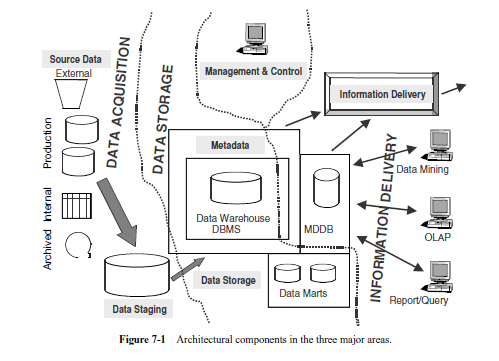 Source Data
External
Production
Internal
Archived
DATA ACQUISITION
DATA STORAGE
Management & Control
Information Delivery
Metadata
Data Warehouse
DBMS
MDDB
INFORMATION DELIVERY
Data Mining
OLAP
Report/Query
Data Staging
Data Storage
Data Marts
Figure 7-1 Architectural components in the three major areas.